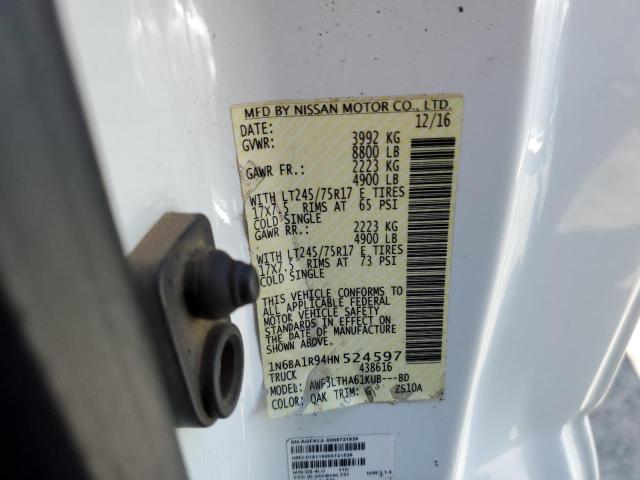 MFD BY NISSAN MOTOR CO., LTD.
DATE: 12/16
GVWR: 3992 KG
8800 LB
GAWR FR.: 2223 KG
4900 LB
WITH LT245/75R17 E TIRES
17X7.5 RIMS AT 65 PSI
COLD SINGLE
GAWR RR.: 2223 KG
4900 LB
WITH LT245/75R17 E TIRES
17X7.5 RIMS AT 73 PSI
COLD SINGLE
THIS VEHICLE CONFORMS TO
ALL APPLICABLE FEDERAL
MOTOR VEHICLE SAFETY
STANDARDS IN EFFECT ON
THE DATE OF MANUFACTURE
SHOWN ABOVE.
1N6BA1R94HN524597
TRUCK 438616
MODEL: AWF3LTHA61KUB---BD
COLOR: QAK TRIM: G ZS10A